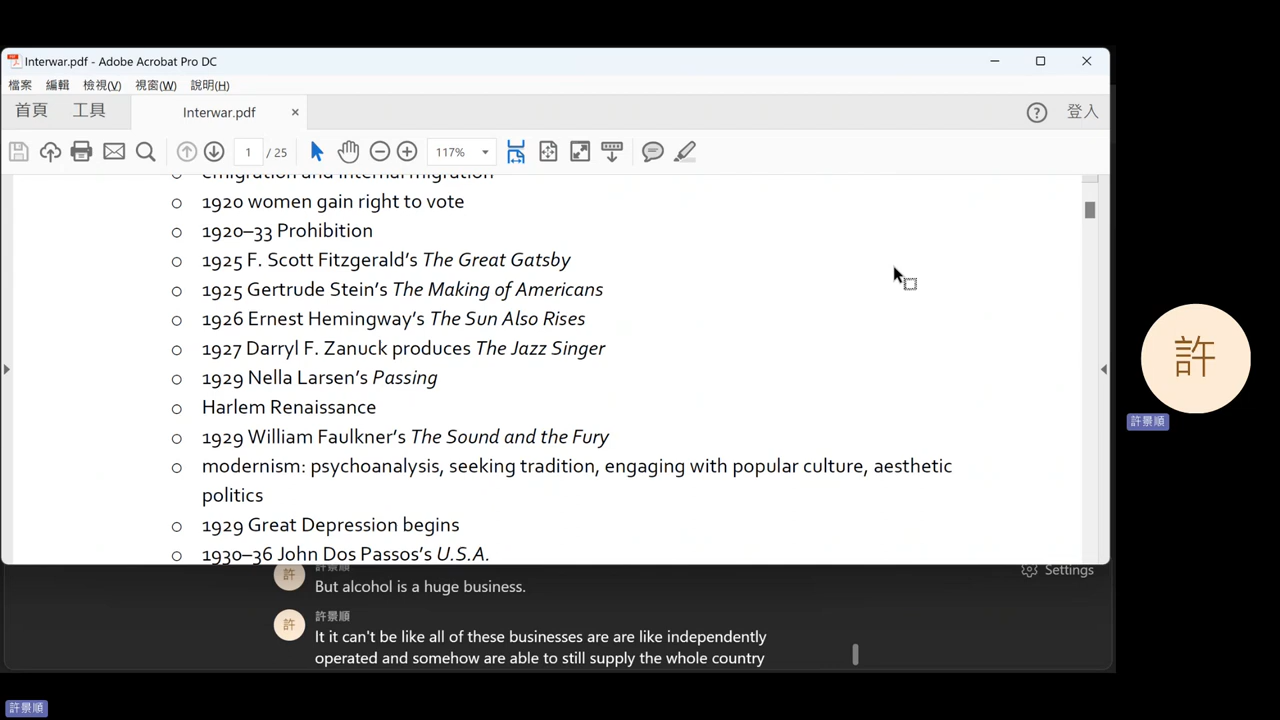 Interwar.pdf - Adobe Acrobat Pro DC
檔案 編輯 檢視(V) 視窗(W) 說明(H)
首頁 工具 Interwar.pdf × ? 登入
1 / 25 117%
emigration and internal migration
o 1920 women gain right to vote
o 1920–33 Prohibition
o 1925 F. Scott Fitzgerald’s The Great Gatsby
o 1925 Gertrude Stein’s The Making of Americans
o 1926 Ernest Hemingway’s The Sun Also Rises
o 1927 Darryl F. Zanuck produces The Jazz Singer
o 1929 Nella Larsen’s Passing
o Harlem Renaissance
o 1929 William Faulkner’s The Sound and the Fury
o modernism: psychoanalysis, seeking tradition, engaging with popular culture, aesthetic
politics
o 1929 Great Depression begins
o 1930–36 John Dos Passos’s U.S.A.
許
許景順
許 許景順
But alcohol is a huge business.
Settings
許 許景順
It it can't be like all of these businesses are are like independently
operated and somehow are able to still supply the whole country
許景順